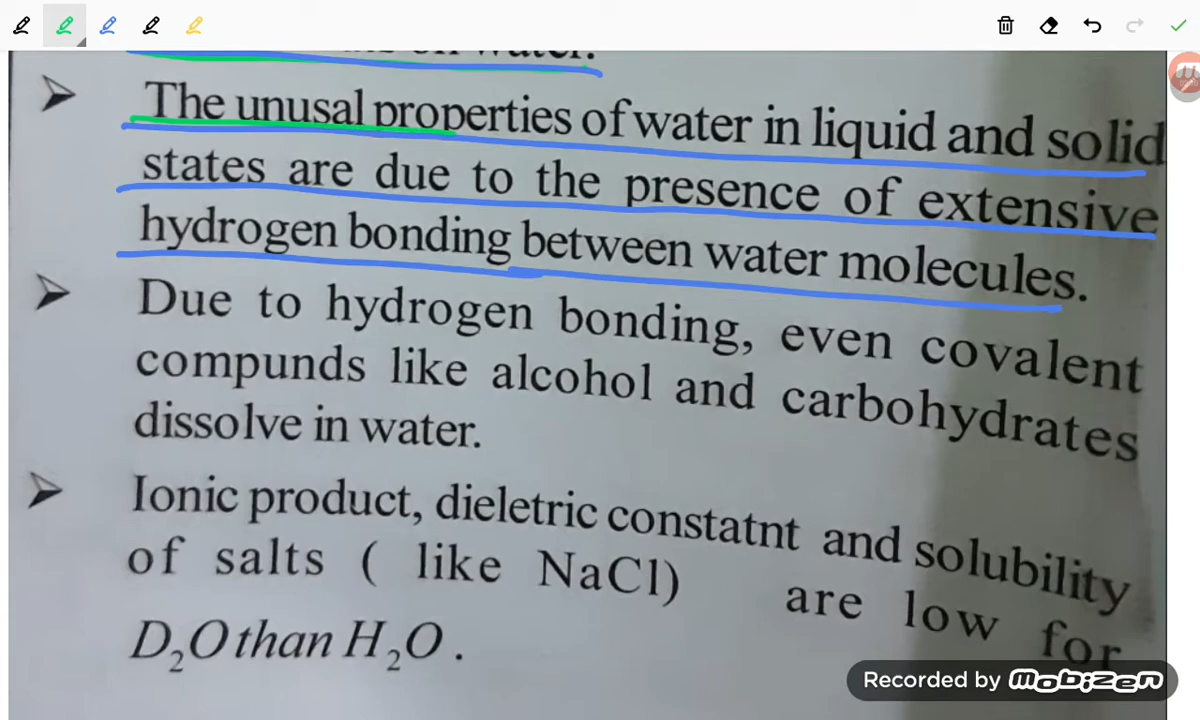 water.
The unusal properties of water in liquid and solid
states are due to the presence of extensive
hydrogen bonding between water molecules.
Due to hydrogen bonding, even covalent
compunds like alcohol and carbohydrates
dissolve in water.
Ionic product, dieletric constatnt and solubility
of salts ( like NaCl) are low for
D₂O than H₂O .
Recorded by mobizen